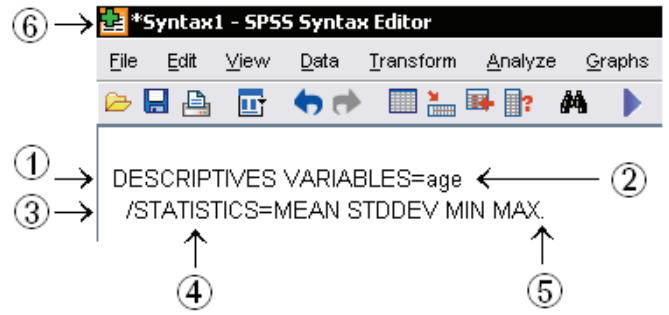 ⑥ *Syntax1 - SPSS Syntax Editor
File Edit View Data Transform Analyze Graphs
① DESCRIPTIVES VARIABLES=age ②
③ /STATISTICS=MEAN STDDEV MIN MAX.
④ ⑤